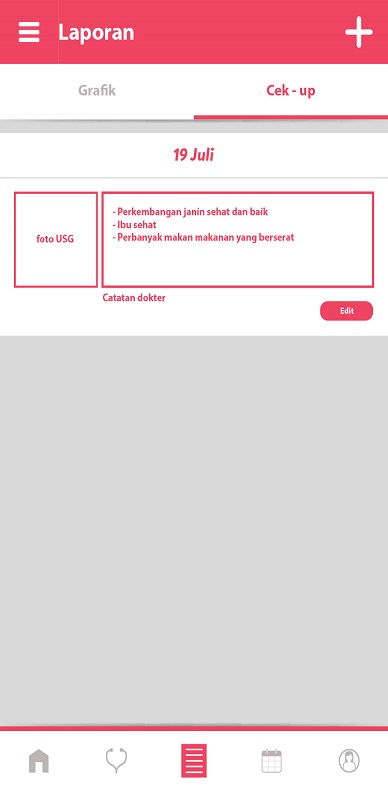 Laporan
Grafik
Cek - up
19 Juli
foto USG
- Perkembangan janin sehat dan baik
- Ibu sehat
- Perbanyak makan makanan yang berserat
Catatan dokter
Edit